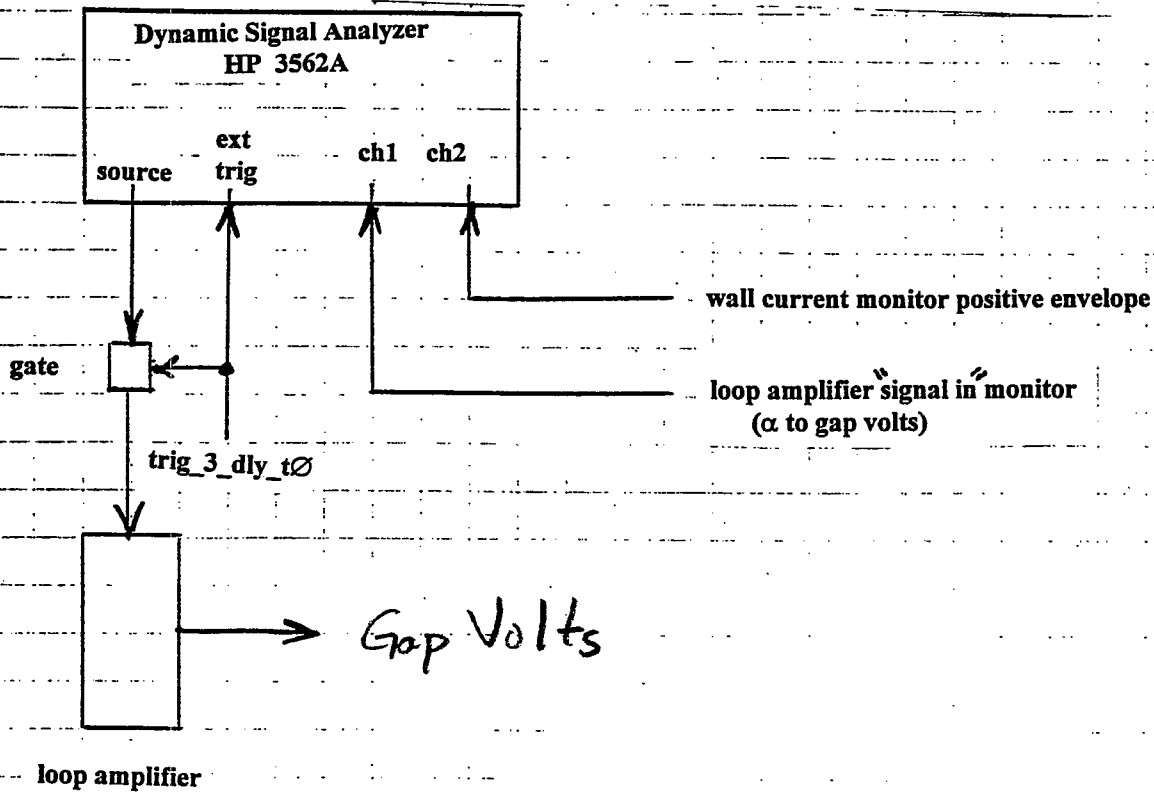 Dynamic Signal Analyzer
HP 3562A
ext
trig
source
ch1 ch2
wall current monitor positive envelope
gate
loop amplifier "signal in" monitor
(α to gap volts)
trig_3_dly_t∅
Gap Volts
loop amplifier